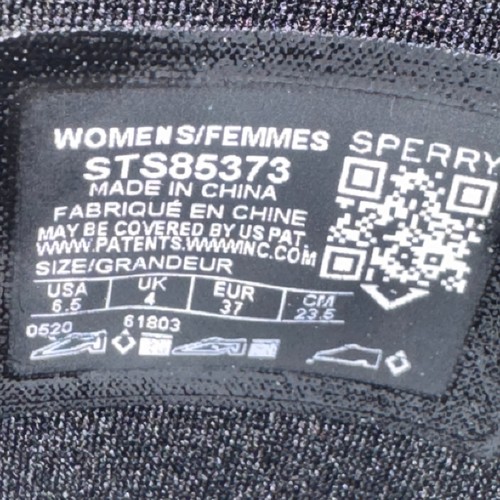 WOMENS/FEMMES SPERRY
STS85373
MADE IN CHINA
FABRIQUÉ EN CHINE
MAY BE COVERED BY US PAT.
WWW.PATENTS.WWWINC.COM
SIZE/GRANDEUR
USA UK EUR CM
6.5 4 37 23.5
0520 61803